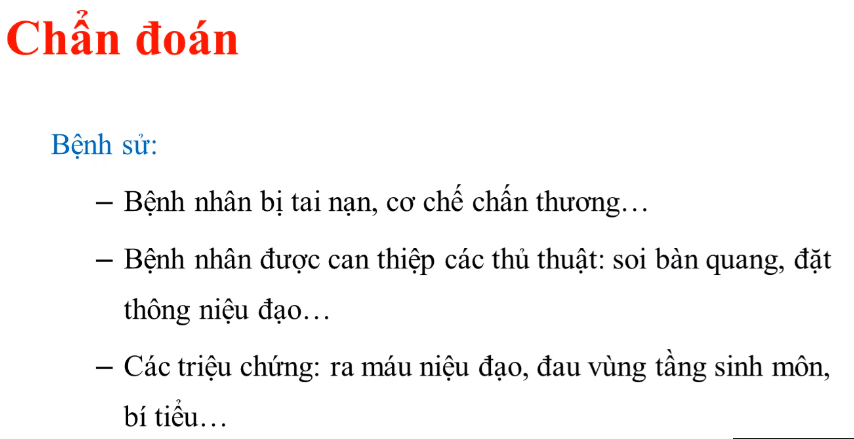 Chẩn đoán
Bệnh sử:
– Bệnh nhân bị tai nạn, cơ chế chấn thương…
– Bệnh nhân được can thiệp các thủ thuật: soi bàn quang, đặt
thông niệu đạo…
– Các triệu chứng: ra máu niệu đạo, đau vùng tầng sinh môn,
bí tiểu…